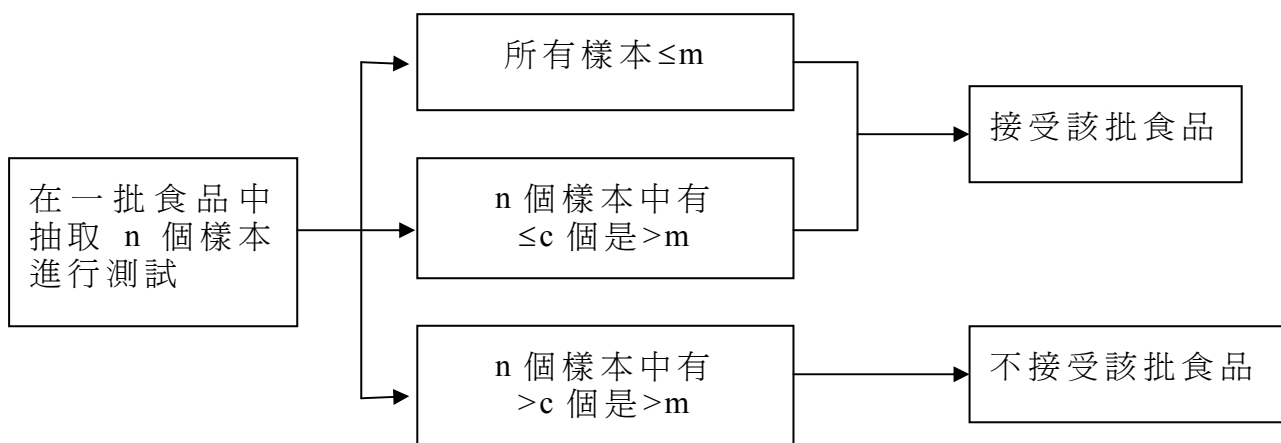 在一批食品中
抽取 n 個樣本
進行測試
所有樣本≤m
n 個樣本中有
≤c 個是>m
n 個樣本中有
>c 個是>m
接受該批食品
不接受該批食品